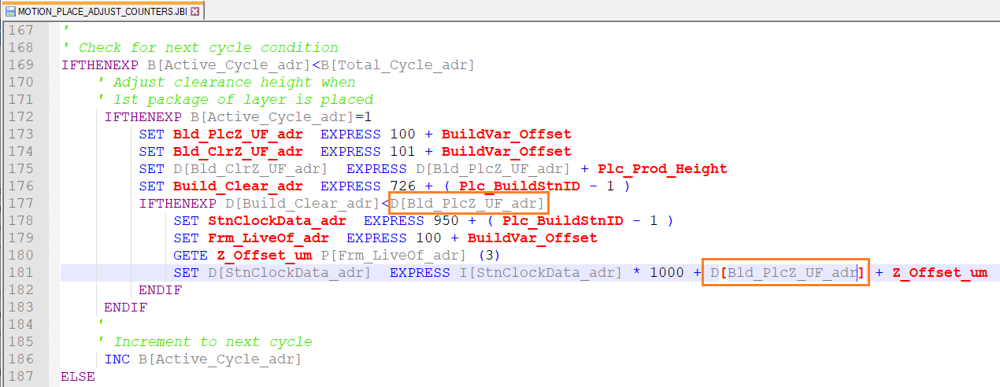 MOTION_PLACE_ADJUST_COUNTERS.JBI
167 '
168 ' Check for next cycle condition
169 IFTHENEXP B[Active_Cycle_adr]<B[Total_Cycle_adr]
170 ' Adjust clearance height when
171 ' 1st package of layer is placed
172 IFTHENEXP B[Active_Cycle_adr]=1
173 SET Bld_PlcZ_UF_adr  EXPRESS 100 + BuildVar_Offset
174 SET Bld_ClrZ_UF_adr  EXPRESS 101 + BuildVar_Offset
175 SET D[Bld_ClrZ_UF_adr]  EXPRESS D[Bld_PlcZ_UF_adr] + Plc_Prod_Height
176 SET Build_Clear_adr  EXPRESS 726 + ( Plc_BuildStnID - 1 )
177 IFTHENEXP D[Build_Clear_adr]<D[Bld_PlcZ_UF_adr]
178 SET StnClockData_adr  EXPRESS 950 + ( Plc_BuildStnID - 1 )
179 SET Frm_LiveOf_adr  EXPRESS 100 + BuildVar_Offset
180 GETE Z_Offset_um P[Frm_LiveOf_adr] (3)
181 SET D[StnClockData_adr]  EXPRESS I[StnClockData_adr] * 1000 + D[Bld_PlcZ_UF_adr] + Z_Offset_um
182 ENDIF
183 ENDIF
184 '
185 ' Increment to next cycle
186 INC B[Active_Cycle_adr]
187 ELSE